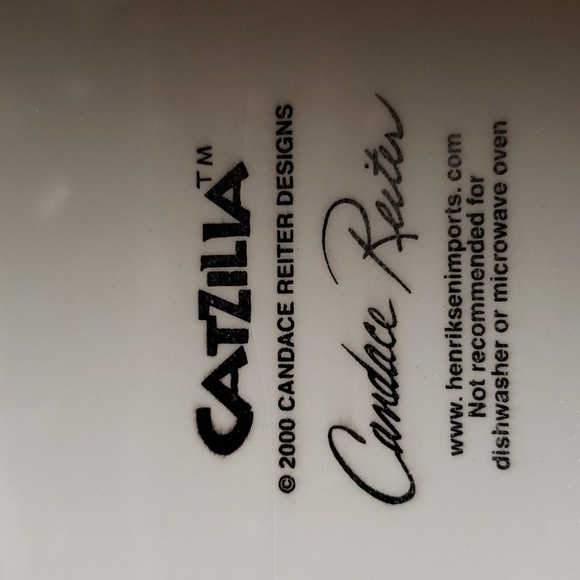 CATZILLA™
© 2000 CANDACE REITER DESIGNS
Candace Reiter
www. henriksenimports. com
Not recommended for
dishwasher or microwave oven